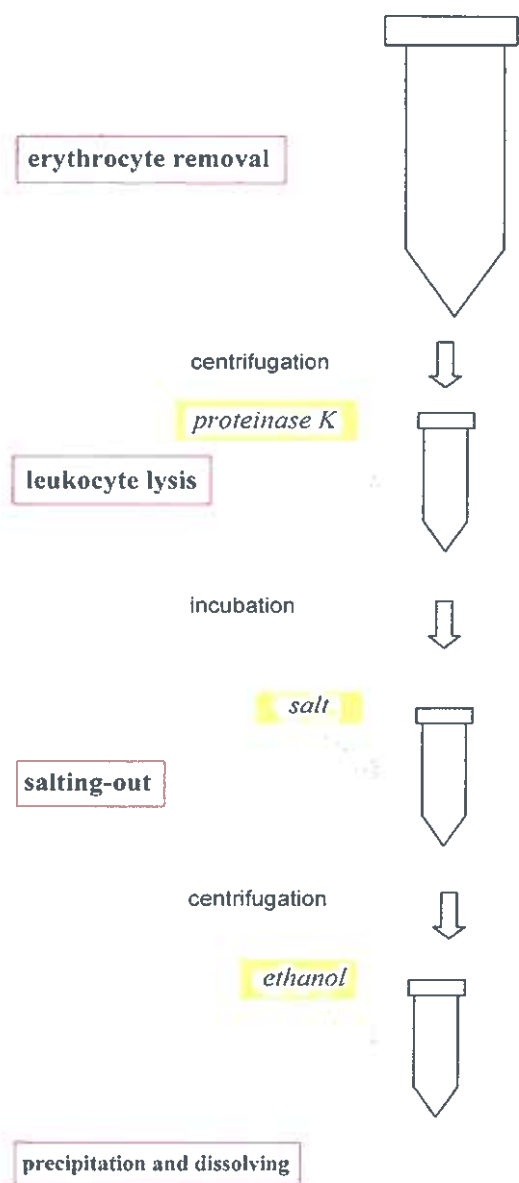 erythrocyte removal
centrifugation
proteinase K
leukocyte lysis
incubation
salt
salting-out
centrifugation
ethanol
precipitation and dissolving